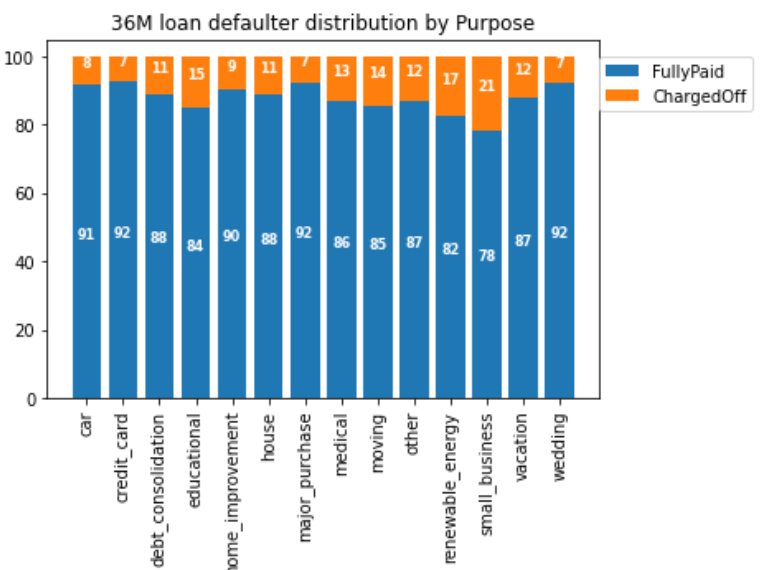 36M loan defaulter distribution by Purpose
100
80
60
40
20
0
8 7 11 15 9 11 7 13 14 12 17 21 12 7
91 92 88 84 90 88 92 86 85 87 82 78 87 92
FullyPaid
ChargedOff
car
credit_card
debt_consolidation
educational
home_improvement
house
major_purchase
medical
moving
other
renewable_energy
small_business
vacation
wedding